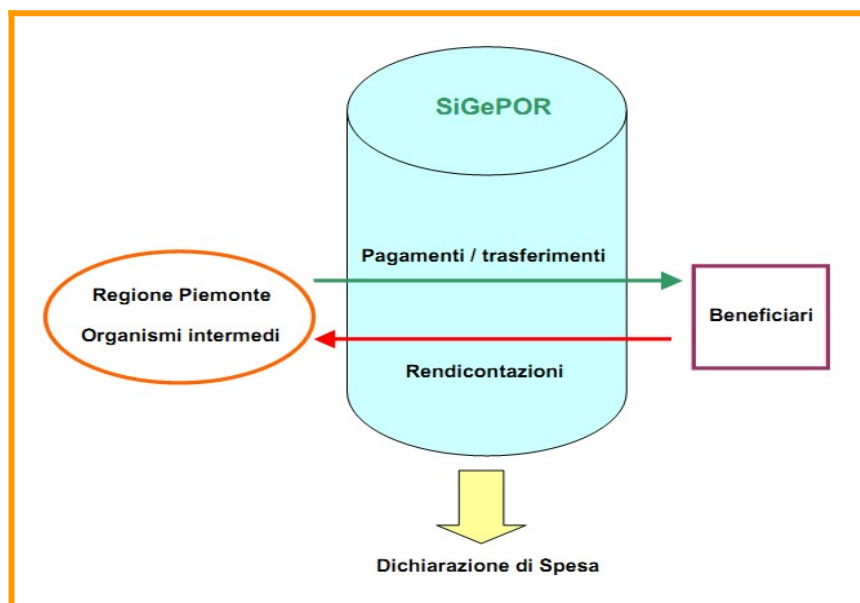 SiGePOR
Pagamenti / trasferimenti
Regione Piemonte
Organismi intermedi
Beneficiari
Rendicontazioni
Dichiarazione di Spesa